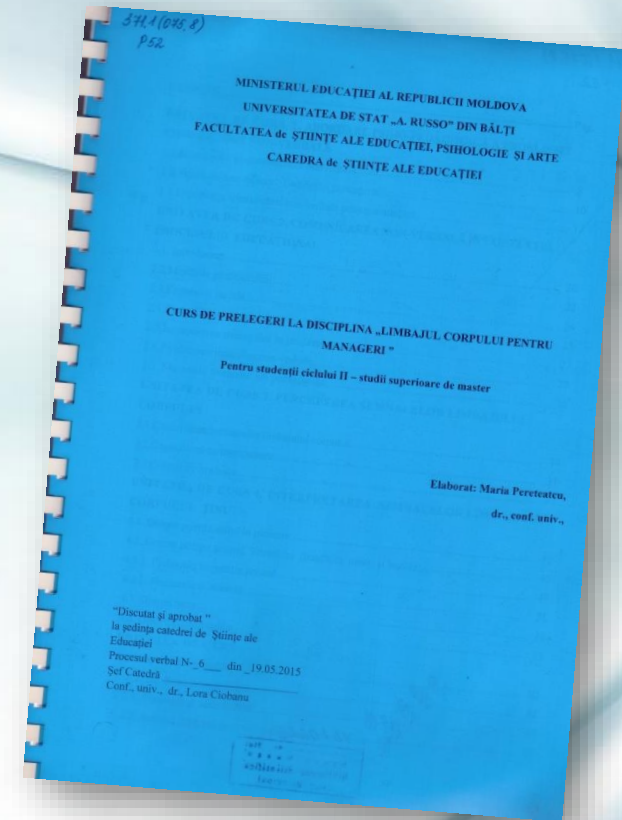 371.1(075.8)
P52
MINISTERUL EDUCAȚIEI AL REPUBLICII MOLDOVA
UNIVERSITATEA DE STAT „A. RUSSO” DIN BĂLȚI
FACULTATEA de ȘTIINȚE ALE EDUCAȚIEI, PSIHOLOGIE ȘI ARTE
CAREDRA de ȘTIINȚE ALE EDUCAȚIEI
CURS DE PRELEGERI LA DISCIPLINA „LIMBAJUL CORPULUI PENTRU
MANAGERI ”
Pentru studenții ciclului II – studii superioare de master
Elaborat: Maria Pereteatcu,
dr., conf. univ.,
“Discutat și aprobat ”
la ședința catedrei de Științe ale
Educației
Procesul verbal N-_6___ din _19.05.2015
Șef Catedră ___________________________
Conf., univ., dr., Lora Ciobanu